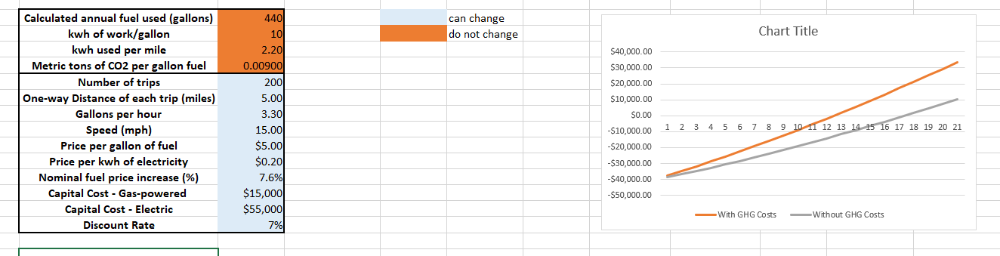 Calculated annual fuel used (gallons) 440
kwh of work/gallon 10
kwh used per mile 2.20
Metric tons of CO2 per gallon fuel 0.00900
Number of trips 200
One-way Distance of each trip (miles) 5.00
Gallons per hour 3.30
Speed (mph) 15.00
Price per gallon of fuel $5.00
Price per kwh of electricity $0.20
Nominal fuel price increase (%) 7.6%
Capital Cost - Gas-powered $15,000
Capital Cost - Electric $55,000
Discount Rate 7%
can change
do not change
Chart Title
$40,000.00
$30,000.00
$20,000.00
$10,000.00
$0.00
-$10,000.00
-$20,000.00
-$30,000.00
-$40,000.00
-$50,000.00
1 2 3 4 5 6 7 8 9 10 11 12 13 14 15 16 17 18 19 20 21
With GHG Costs Without GHG Costs